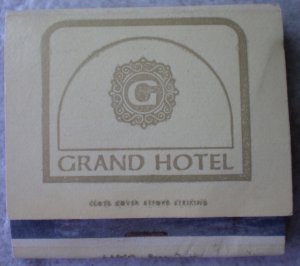 G
GRAND HOTEL
CLOSE COVER BEFORE STRIKING